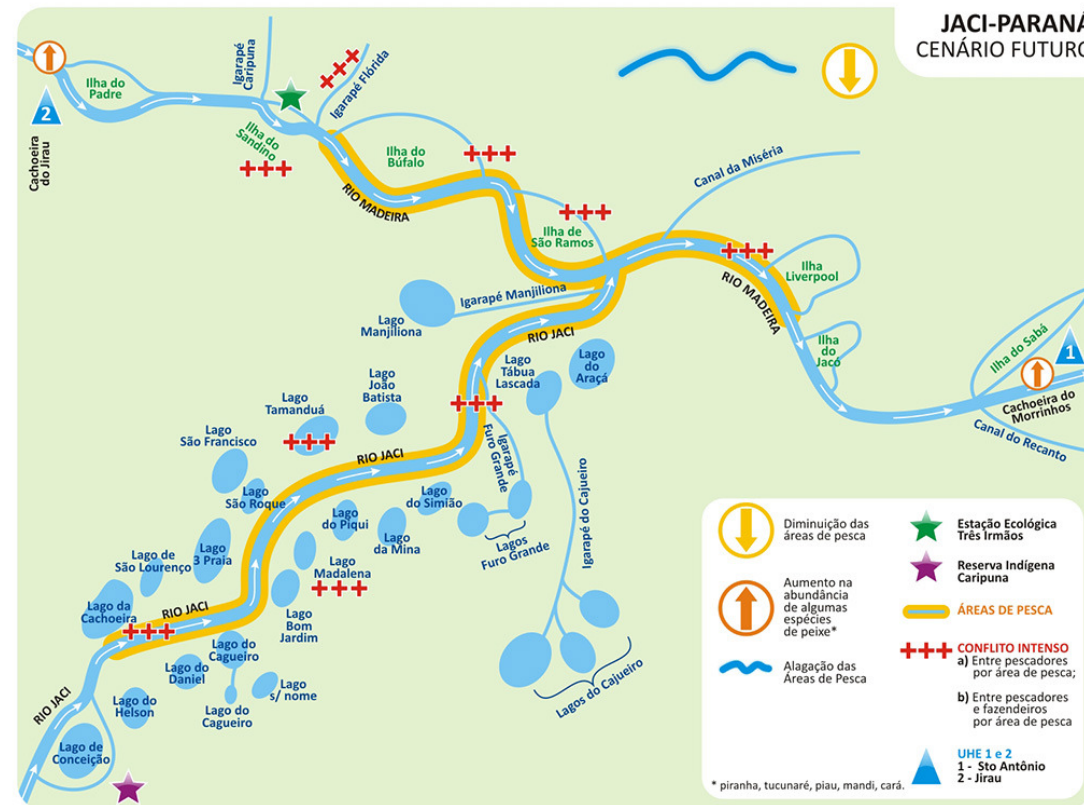 JACI-PARANÁ
CENÁRIO FUTURO
2
Cachoeira
do Jirau
Ilha do
Padre
Igarapé
Caripuna
Ilha do
Sandino
+++
+++
Igarapé Flórida
Ilha do
Búfalo
+++
RIO MADEIRA
+++
Ilha de
São Ramos
Canal da Miséria
+++
RIO MADEIRA
Ilha
Liverpool
Ilha
do
Jacó
Ilha do Sabá
1
Cachoeira do
Morrinhos
Canal do Recanto
Igarapé Manjiliona
Lago
Manjiliona
RIO JACI
Lago
Tábua
Lascada
Lago
do
Araçá
Lago
João
Batista
Lago
Tamanduá
+++
+++
Lago
São Francisco
RIO JACI
Igarapé
Furo Grande
Lago
São Roque
Lago
do Simião
Lago
do Piqui
Lago
da Mina
Lagos
Furo Grande
Igarapé do Cajueiro
Lago
3 Praia
Lago de
São Lourenço
Lago
Madalena
+++
Lago da
Cachoeira
RIO JACI
+++
Lago
Bom
Jardim
Lago do
Cagueiro
Lago do
Daniel
Lago
s/ nome
Lago do
Cagueiro
Lago do
Helson
Lagos do Cajueiro
RIO JACI
Lago de
Conceição
Diminuição das
áreas de pesca
Aumento na
abundância
de algumas
espécies
de peixe*
Alagação das
Áreas de Pesca
* piranha, tucunaré, piau, mandi, cará.
Estação Ecológica
Três Irmãos
Reserva Indígena
Caripuna
ÁREAS DE PESCA
+++ CONFLITO INTENSO
a) Entre pescadores
por área de pesca;
b) Entre pescadores
e fazendeiros
por área de pesca
UHE 1 e 2
1 - Sto Antônio
2 - Jirau